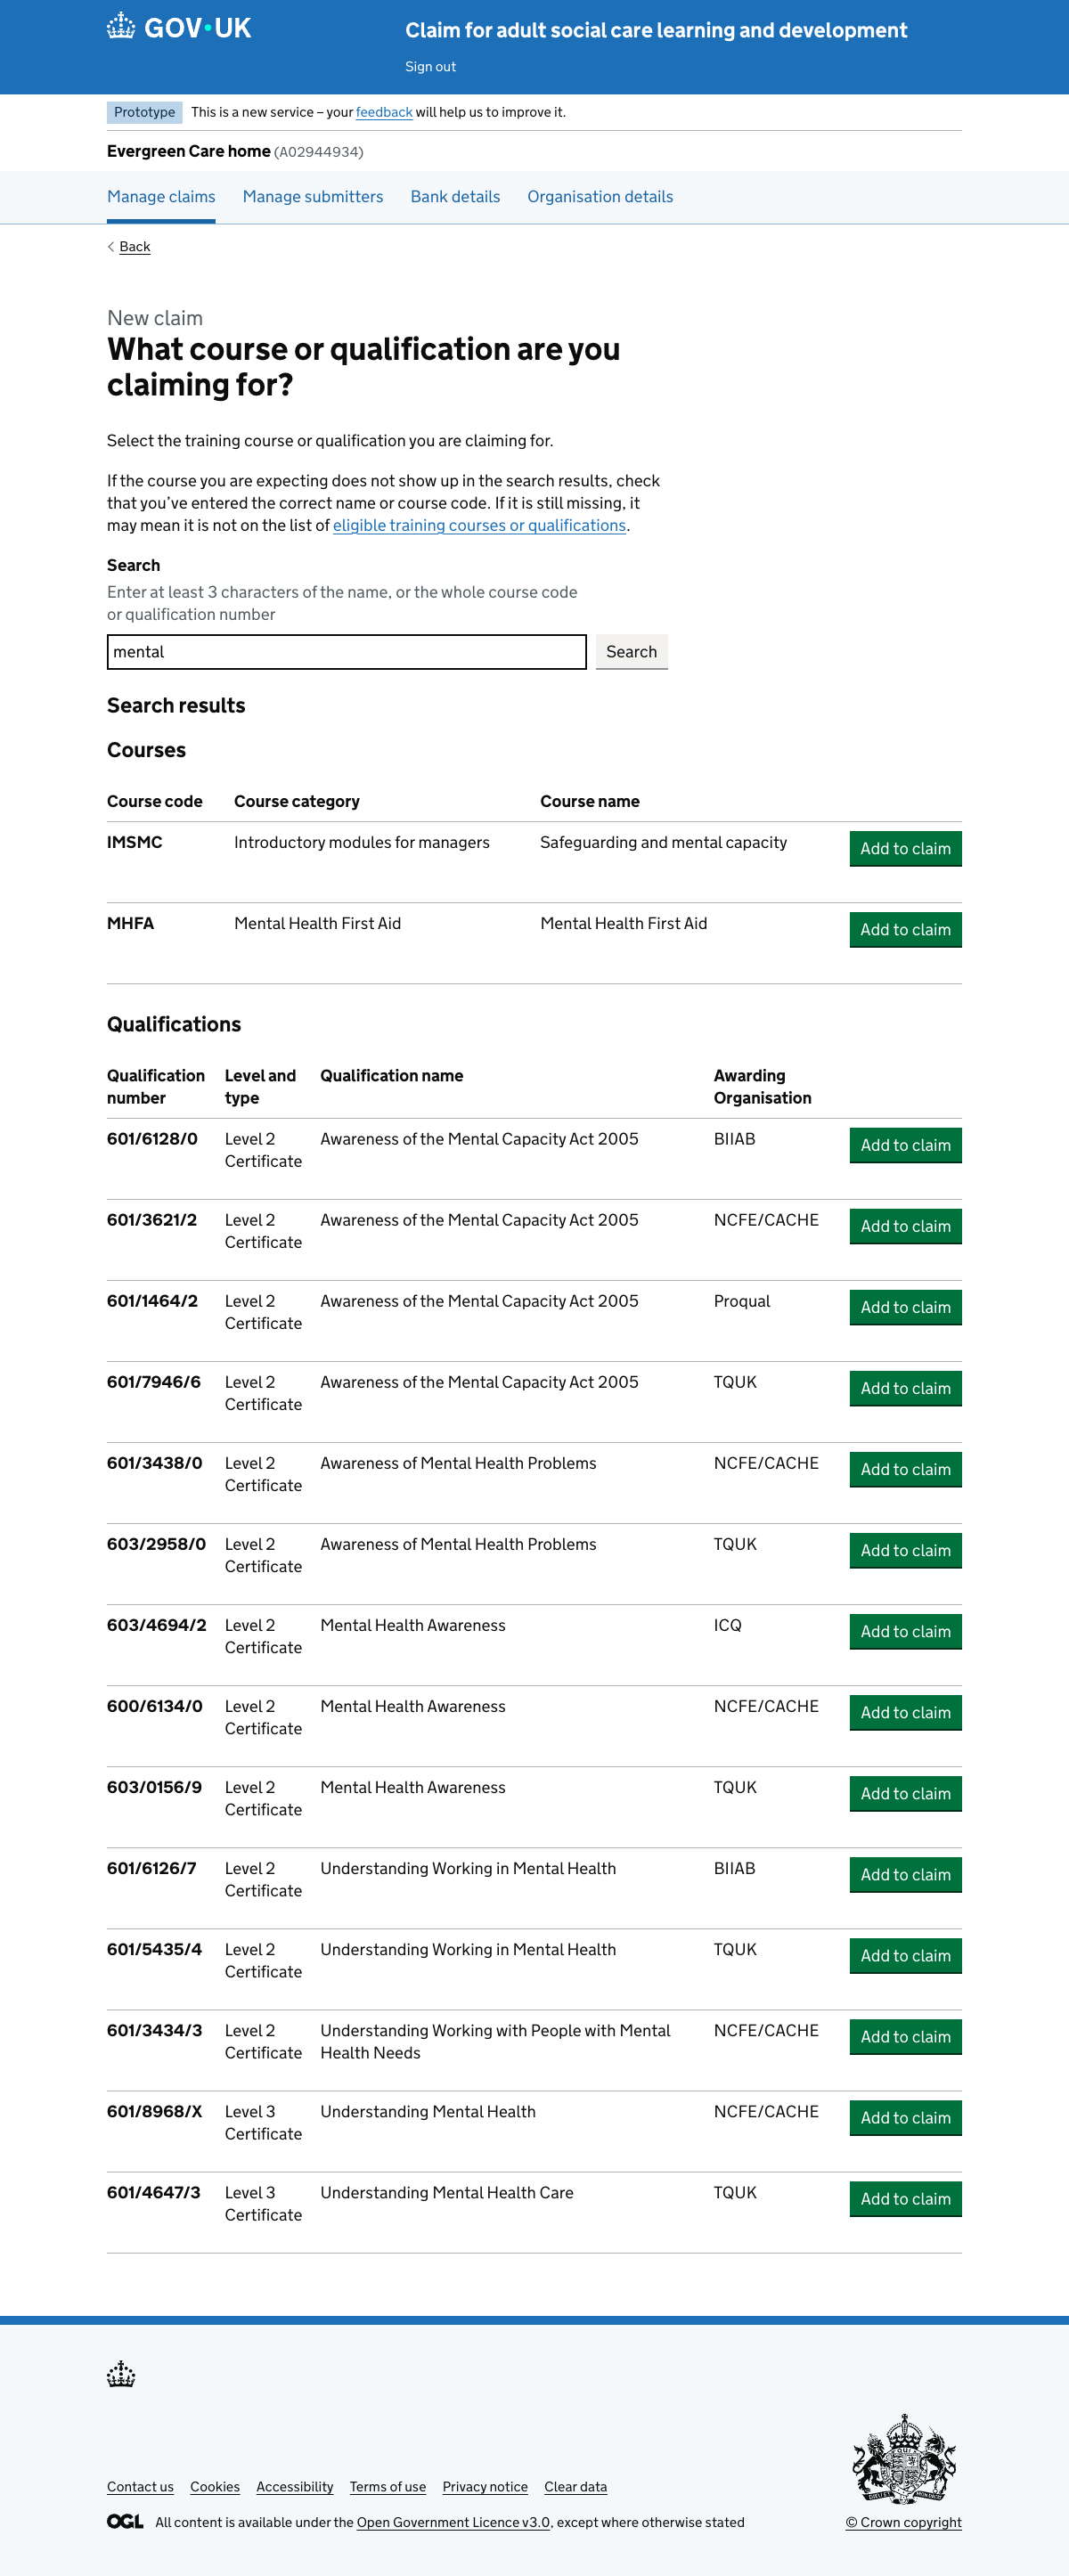 GOV·UK
Claim for adult social care learning and development
Sign out
Prototype This is a new service – your feedback will help us to improve it.
Evergreen Care home (A02944934)
Manage claims Manage submitters Bank details Organisation details
Back
New claim
What course or qualification are you
claiming for?
Select the training course or qualification you are claiming for.
If the course you are expecting does not show up in the search results, check
that you’ve entered the correct name or course code. If it is still missing, it
may mean it is not on the list of eligible training courses or qualifications.
Search
Enter at least 3 characters of the name, or the whole course code
or qualification number
mental Search
Search results
Courses
Course code Course category Course name
IMSMC Introductory modules for managers Safeguarding and mental capacity Add to claim
MHFA Mental Health First Aid Mental Health First Aid Add to claim
Qualifications
Qualification Level and Qualification name Awarding
number type Organisation
601/6128/0 Level 2 Awareness of the Mental Capacity Act 2005 BIIAB Add to claim
Certificate
601/3621/2 Level 2 Awareness of the Mental Capacity Act 2005 NCFE/CACHE Add to claim
Certificate
601/1464/2 Level 2 Awareness of the Mental Capacity Act 2005 Proqual Add to claim
Certificate
601/7946/6 Level 2 Awareness of the Mental Capacity Act 2005 TQUK Add to claim
Certificate
601/3438/0 Level 2 Awareness of Mental Health Problems NCFE/CACHE Add to claim
Certificate
603/2958/0 Level 2 Awareness of Mental Health Problems TQUK Add to claim
Certificate
603/4694/2 Level 2 Mental Health Awareness ICQ Add to claim
Certificate
600/6134/0 Level 2 Mental Health Awareness NCFE/CACHE Add to claim
Certificate
603/0156/9 Level 2 Mental Health Awareness TQUK Add to claim
Certificate
601/6126/7 Level 2 Understanding Working in Mental Health BIIAB Add to claim
Certificate
601/5435/4 Level 2 Understanding Working in Mental Health TQUK Add to claim
Certificate
601/3434/3 Level 2 Understanding Working with People with Mental NCFE/CACHE Add to claim
Certificate Health Needs
601/8968/X Level 3 Understanding Mental Health NCFE/CACHE Add to claim
Certificate
601/4647/3 Level 3 Understanding Mental Health Care TQUK Add to claim
Certificate
Contact us Cookies Accessibility Terms of use Privacy notice Clear data
OGL All content is available under the Open Government Licence v3.0, except where otherwise stated
© Crown copyright